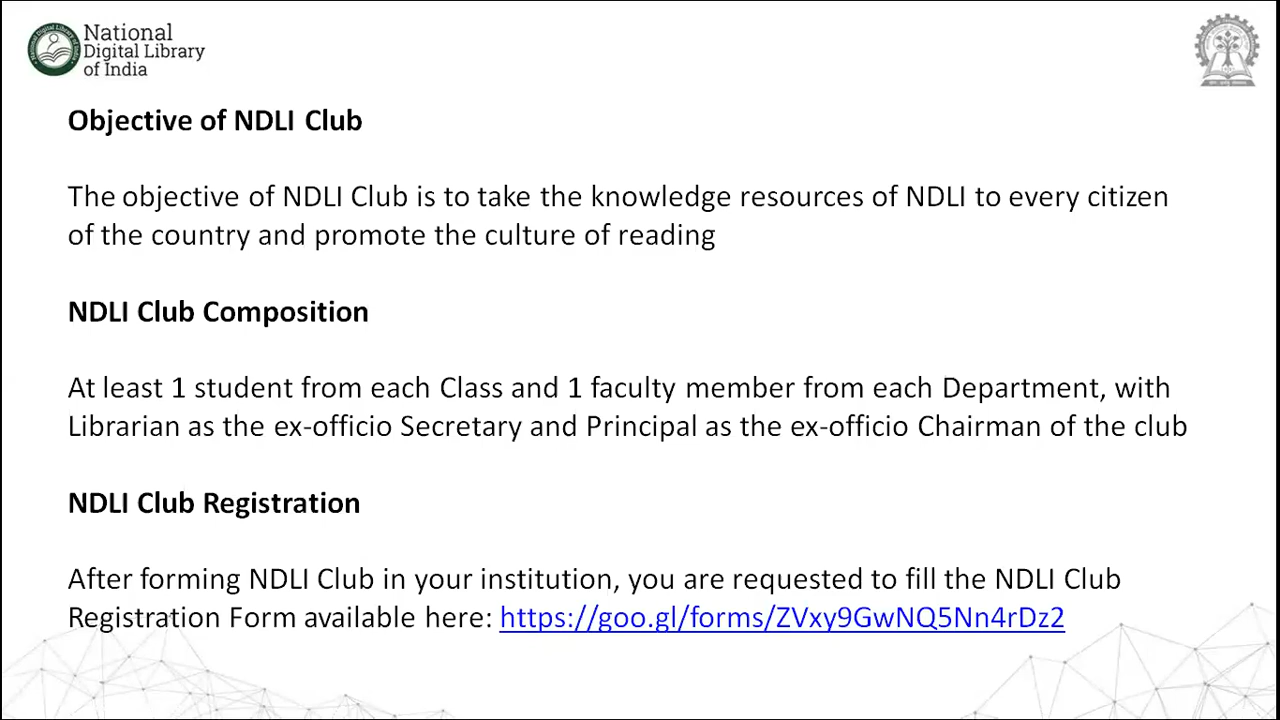 National
Digital Library
of India
Objective of NDLI Club
The objective of NDLI Club is to take the knowledge resources of NDLI to every citizen
of the country and promote the culture of reading
NDLI Club Composition
At least 1 student from each Class and 1 faculty member from each Department, with
Librarian as the ex-officio Secretary and Principal as the ex-officio Chairman of the club
NDLI Club Registration
After forming NDLI Club in your institution, you are requested to fill the NDLI Club
Registration Form available here: https://goo.gl/forms/ZVxy9GwNQ5Nn4rDz2